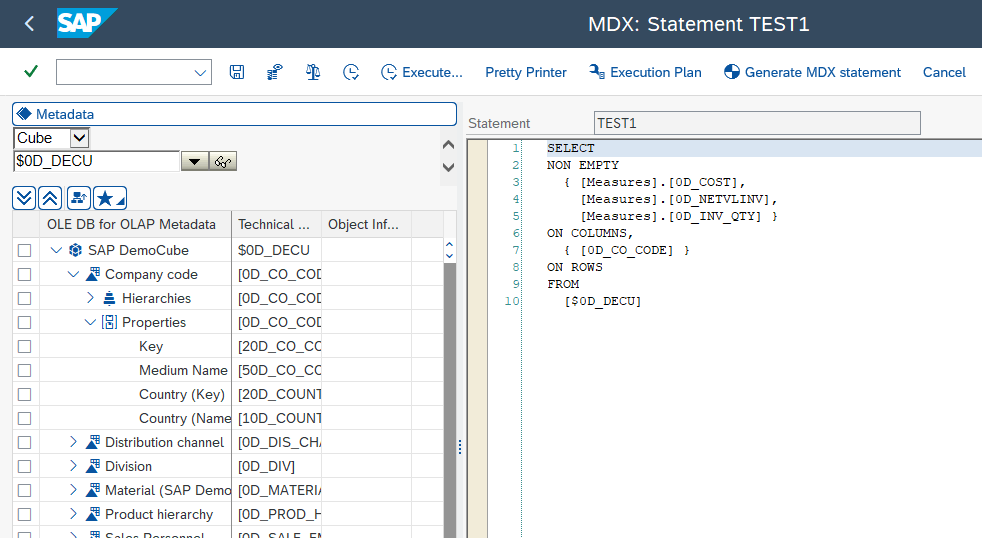 SAP
MDX: Statement TEST1
Execute...
Pretty Printer
Execution Plan
Generate MDX statement
Cancel
Metadata
Cube
$0D_DECU
OLE DB for OLAP Metadata
Technical ...
Object Inf...
SAP DemoCube
$0D_DECU
Company code
[0D_CO_COD
Hierarchies
[0D_CO_COD
Properties
[0D_CO_COD
Key
[20D_CO_CO
Medium Name
[50D_CO_CO
Country (Key)
[20D_COUNT
Country (Name
[10D_COUNT
Distribution channel
[0D_DIS_CHA
Division
[0D_DIV]
Material (SAP Demo
[0D_MATERIA
Product hierarchy
[0D_PROD_H
Sales Personnel
[0D_SALE_EM
Statement
TEST1
1 SELECT
2 NON EMPTY
3 { [Measures].[0D_COST],
4 [Measures].[0D_NETVLINV],
5 [Measures].[0D_INV_QTY] }
6 ON COLUMNS,
7 { [0D_CO_CODE] }
8 ON ROWS
9 FROM
10 [$0D_DECU]